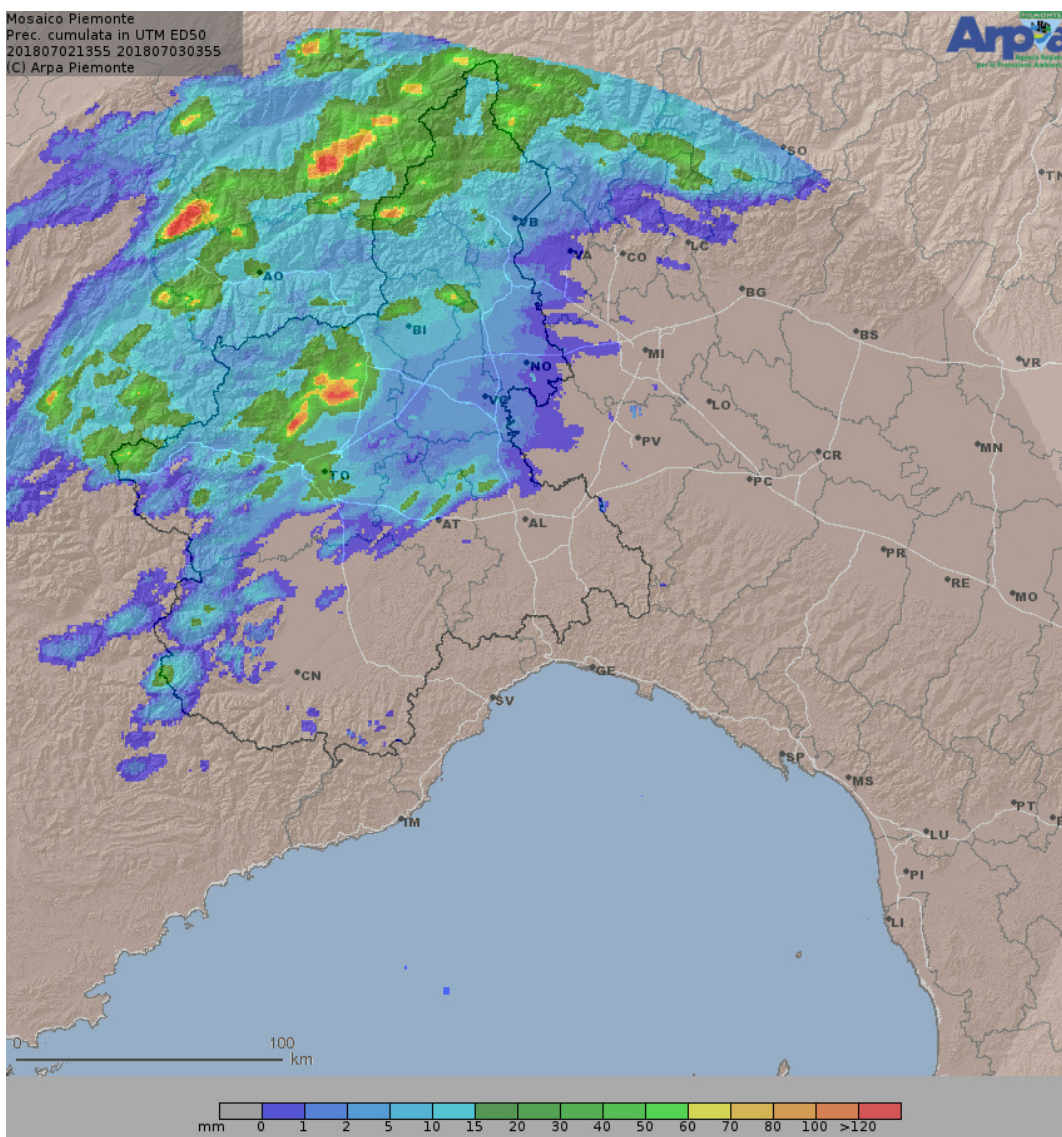 Mosaico Piemonte
Prec. cumulata in UTM ED50
201807021355 201807030355
(C) Arpa Piemonte
PIEMONTE
Arpa
SO
TN
VB
VA
CO
LC
AO
BG
BI
BS
MI
VR
NO
VC
LO
PV
MN
CR
TO
PC
AT
AL
PR
RE
MO
GE
CN
SV
SP
MS
IM
PT
LU
PI
LI
0 100
km
mm 0 1 2 5 10 15 20 30 40 50 60 70 80 100 >120